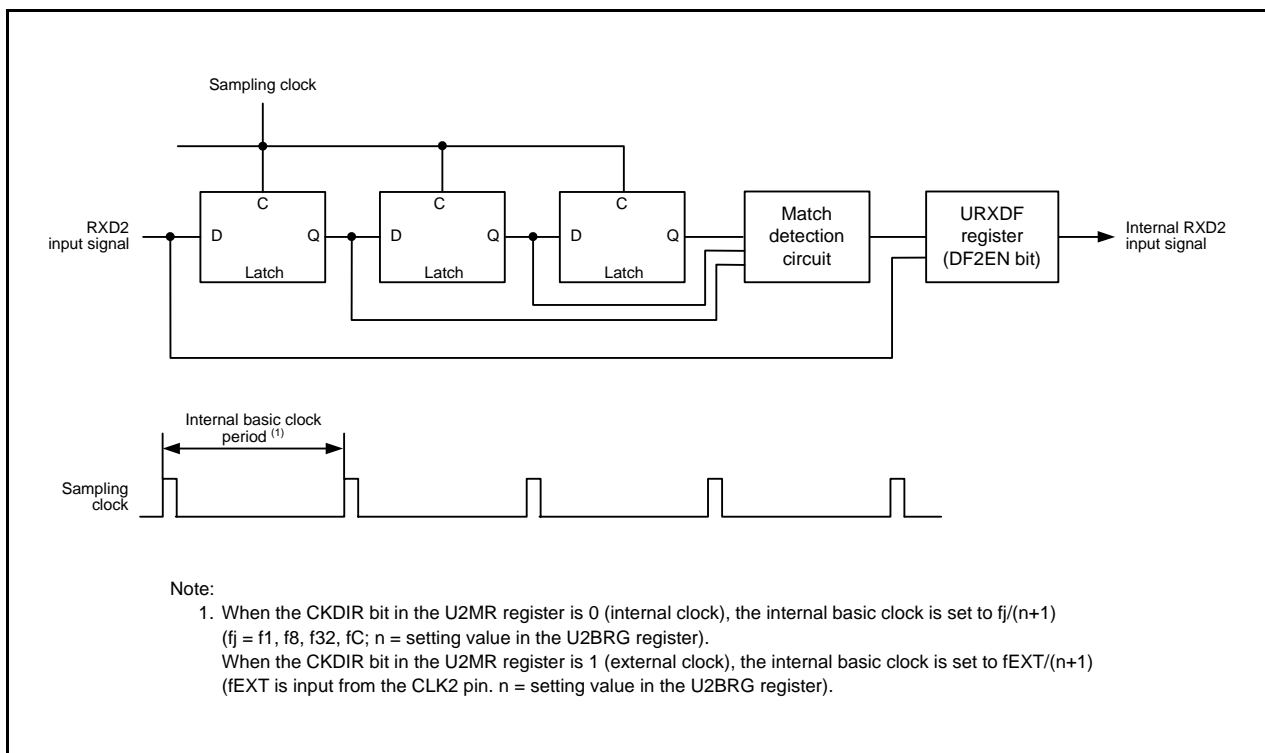 Sampling clock
C
C
C
RXD2
input signal
D
Q
D
Q
D
Q
Latch
Latch
Latch
Match
detection
circuit
URXDF
register
(DF2EN bit)
Internal RXD2
input signal
Internal basic clock
period (1)
Sampling
clock
Note:
1. When the CKDIR bit in the U2MR register is 0 (internal clock), the internal basic clock is set to fj/(n+1)
(fj = f1, f8, f32, fC; n = setting value in the U2BRG register).
When the CKDIR bit in the U2MR register is 1 (external clock), the internal basic clock is set to fEXT/(n+1)
(fEXT is input from the CLK2 pin. n = setting value in the U2BRG register).